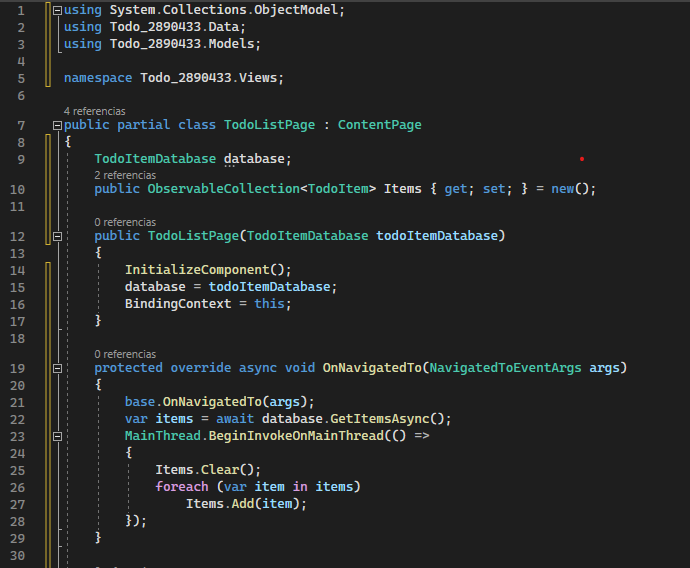 1 using System.Collections.ObjectModel;
2 using Todo_2890433.Data;
3 using Todo_2890433.Models;
4
5 namespace Todo_2890433.Views;
6
4 referencias
7 public partial class TodoListPage : ContentPage
8 {
9 TodoItemDatabase database;
2 referencias
10 public ObservableCollection<TodoItem> Items { get; set; } = new();
11
0 referencias
12 public TodoListPage(TodoItemDatabase todoItemDatabase)
13 {
14 InitializeComponent();
15 database = todoItemDatabase;
16 BindingContext = this;
17 }
18
0 referencias
19 protected override async void OnNavigatedTo(NavigatedToEventArgs args)
20 {
21 base.OnNavigatedTo(args);
22 var items = await database.GetItemsAsync();
23 MainThread.BeginInvokeOnMainThread(() =>
24 {
25 Items.Clear();
26 foreach (var item in items)
27 Items.Add(item);
28 });
29 }
30